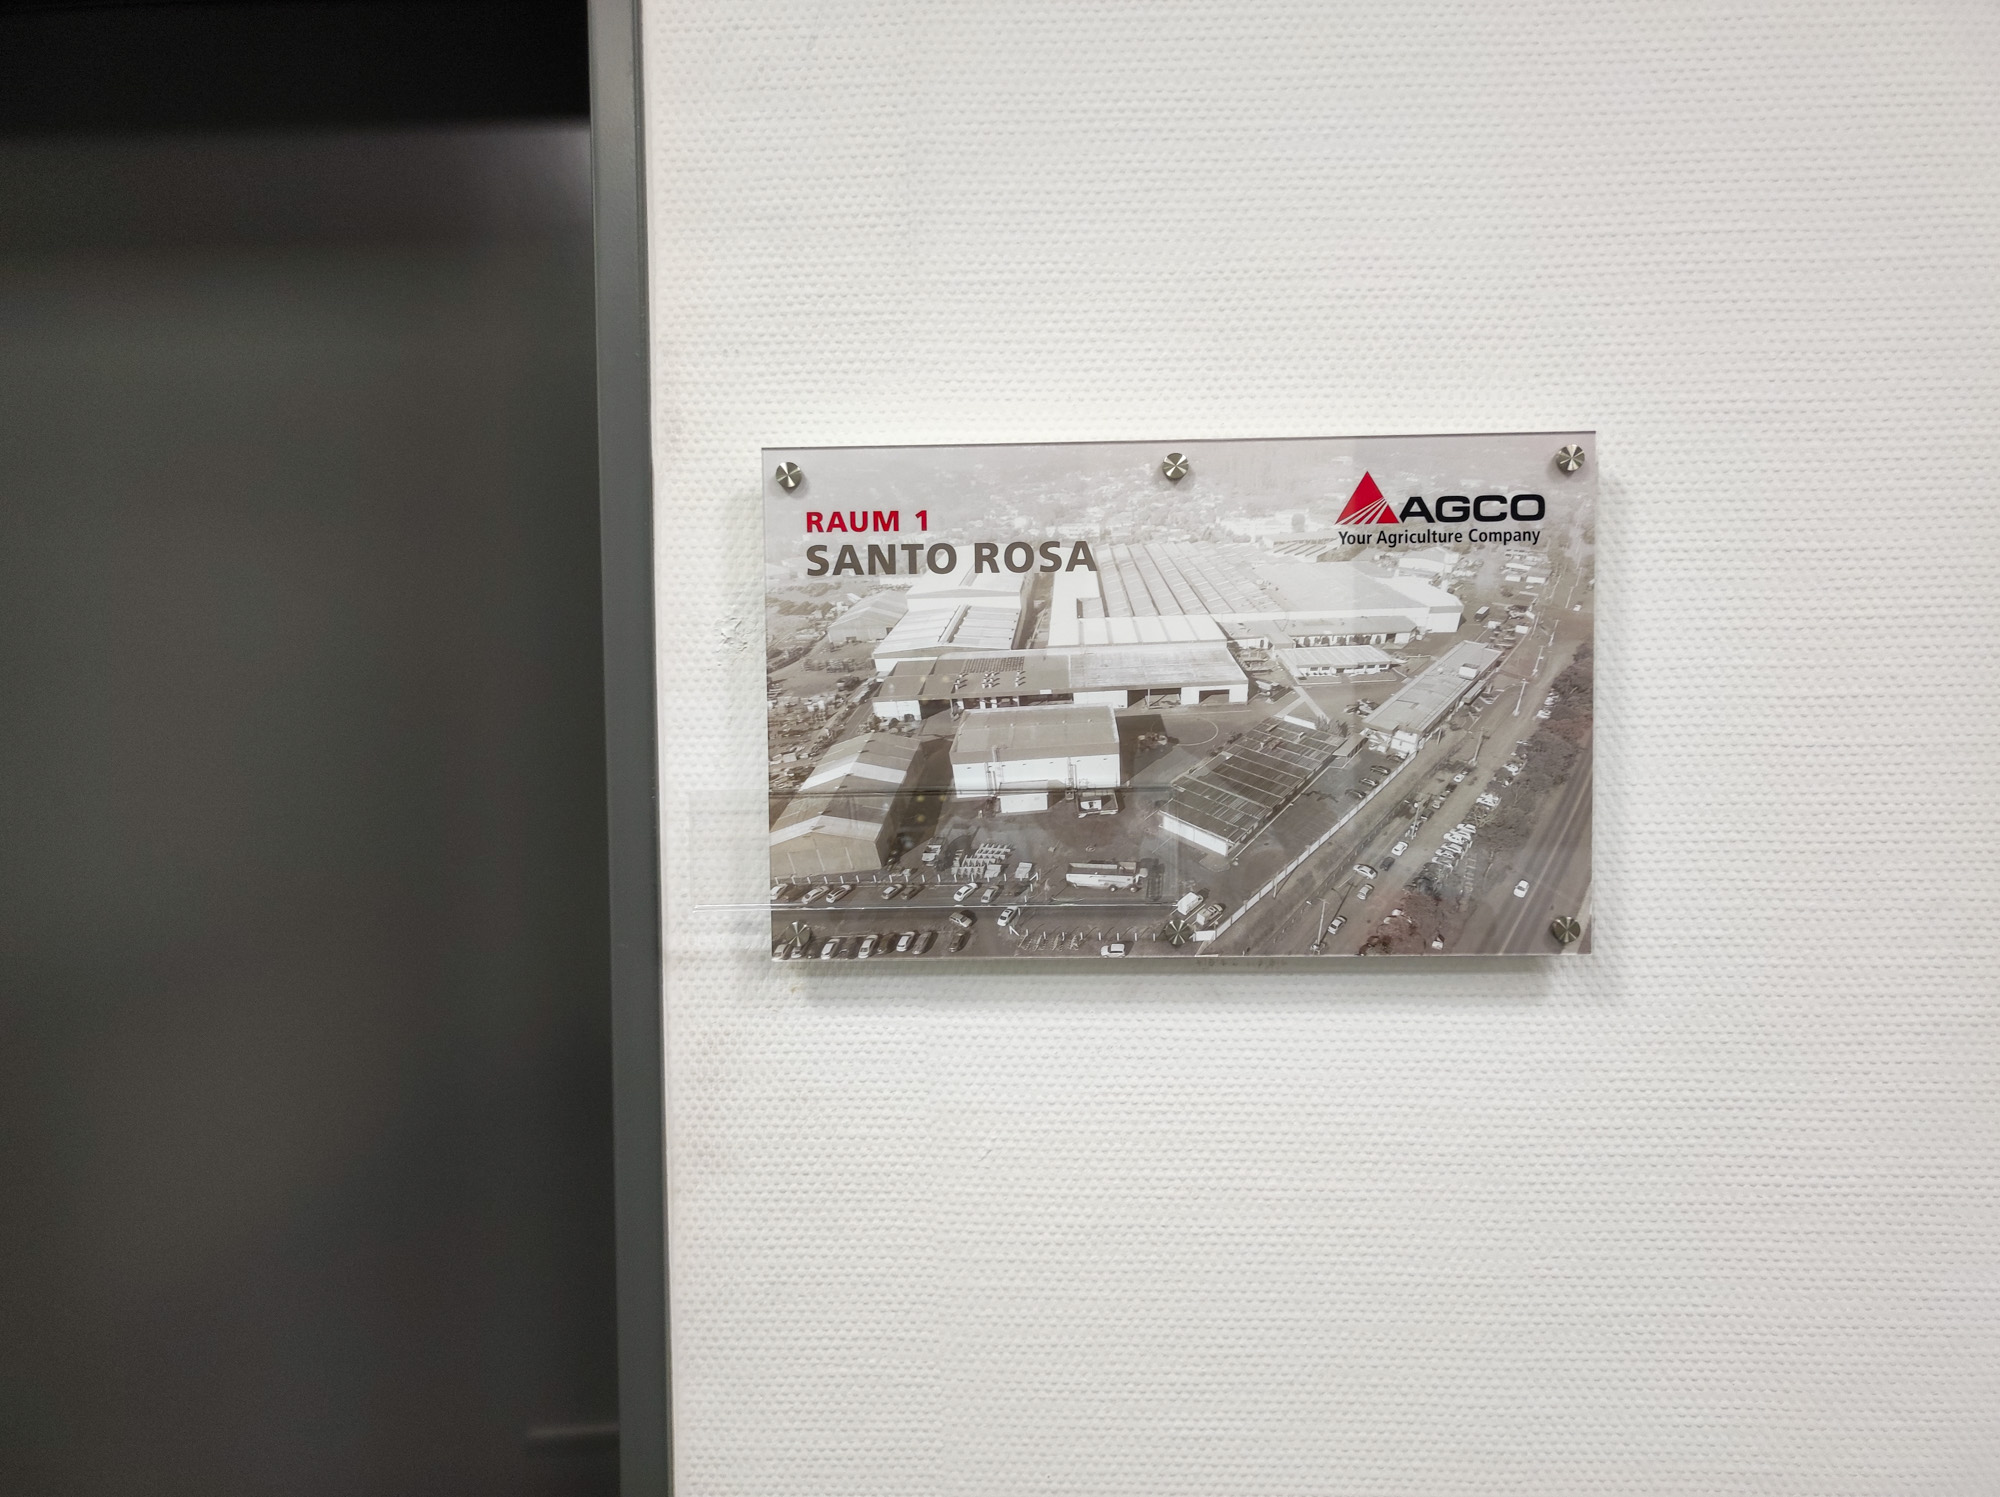 RAUM 1
SANTO ROSA
AGCO
Your Agriculture Company